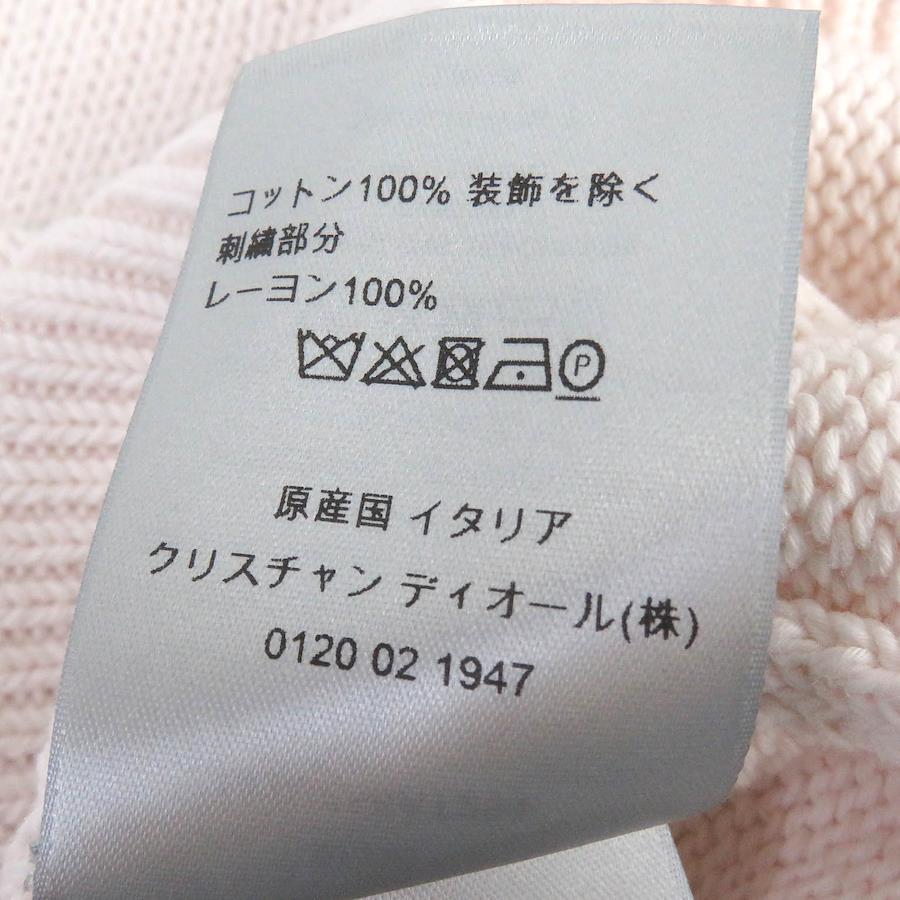 コットン100% 装飾を除く
刺繍部分
レーヨン100%
P
原産国 イタリア
クリスチャン ディオール(株)
0120 02 1947